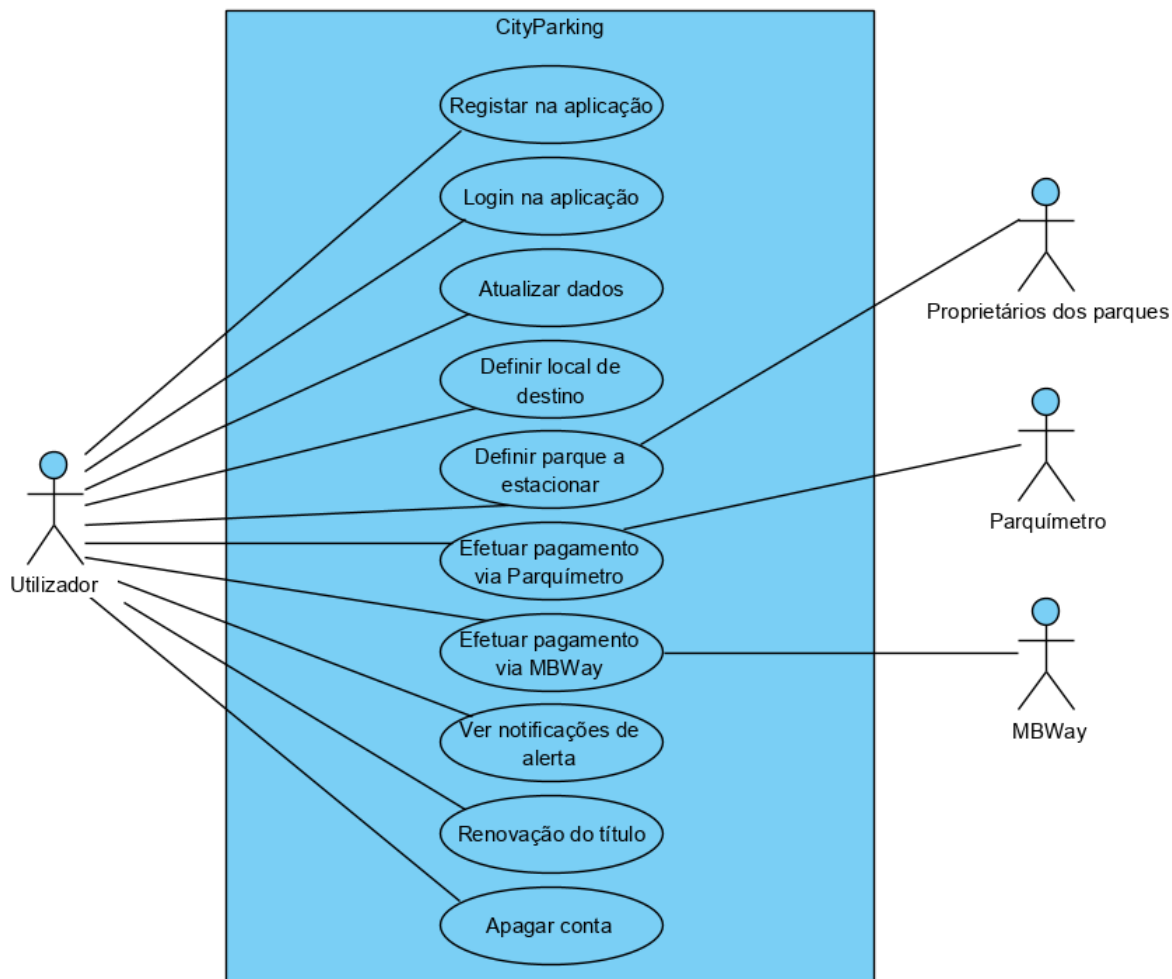 CityParking
Registar na aplicação
Login na aplicação
Atualizar dados
Definir local de
destino
Definir parque a
estacionar
Efetuar pagamento
via Parquímetro
Efetuar pagamento
via MBWay
Ver notificações de
alerta
Renovação do título
Apagar conta
Utilizador
Proprietários dos parques
Parquímetro
MBWay